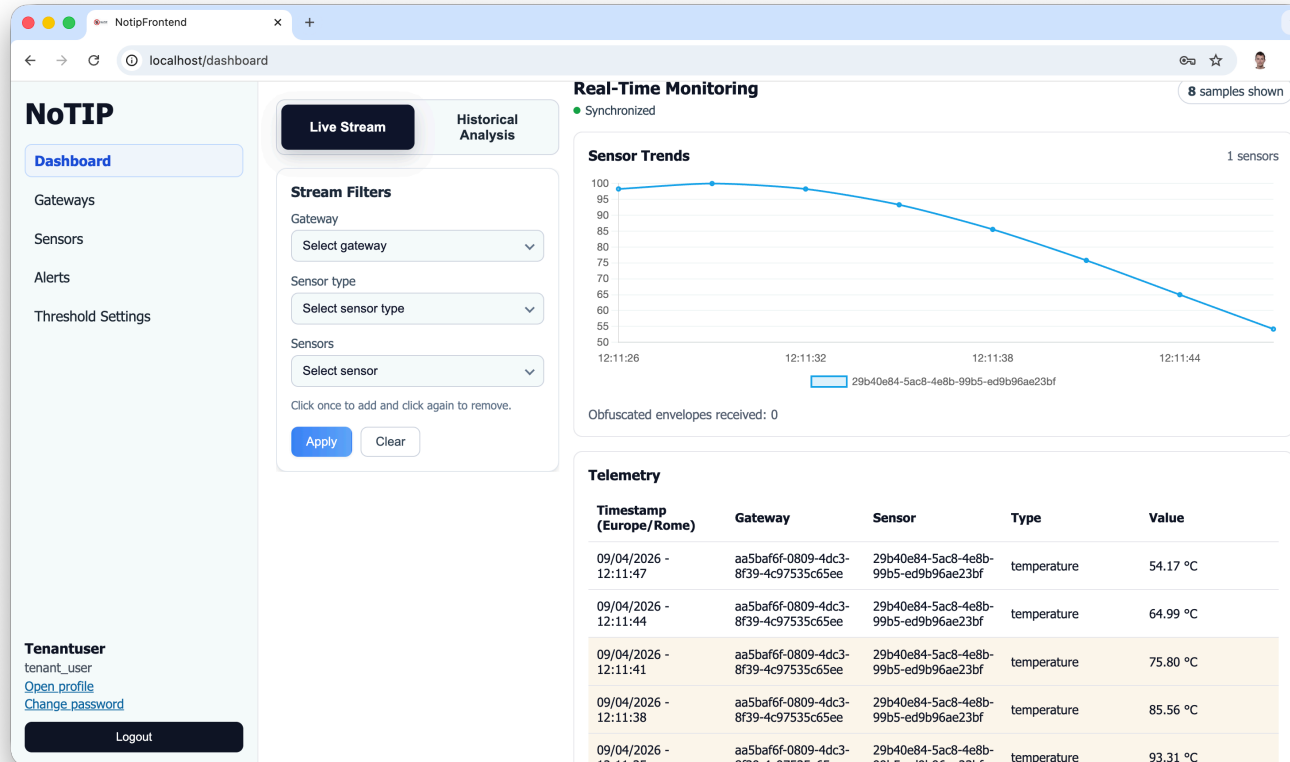 NotipFrontend
localhost/dashboard
NoTIP
Dashboard
Gateways
Sensors
Alerts
Threshold Settings
Tenantuser
tenant_user
Open profile
Change password
Logout
Live Stream
Historical
Analysis
Stream Filters
Gateway
Select gateway
Sensor type
Select sensor type
Sensors
Select sensor
Click once to add and click again to remove.
Apply
Clear
Real-Time Monitoring
Synchronized
8 samples shown
Sensor Trends
1 sensors
100
95
90
85
80
75
70
65
60
55
50
12:11:26 12:11:32 12:11:38 12:11:44
29b40e84-5ac8-4e8b-99b5-ed9b96ae23bf
Obfuscated envelopes received: 0
Telemetry
Timestamp
(Europe/Rome) Gateway Sensor Type Value
09/04/2026 - aa5baf6f-0809-4dc3- 29b40e84-5ac8-4e8b-
12:11:47 8f39-4c97535c65ee 99b5-ed9b96ae23bf temperature 54.17 °C
09/04/2026 - aa5baf6f-0809-4dc3- 29b40e84-5ac8-4e8b-
12:11:44 8f39-4c97535c65ee 99b5-ed9b96ae23bf temperature 64.99 °C
09/04/2026 - aa5baf6f-0809-4dc3- 29b40e84-5ac8-4e8b-
12:11:41 8f39-4c97535c65ee 99b5-ed9b96ae23bf temperature 75.80 °C
09/04/2026 - aa5baf6f-0809-4dc3- 29b40e84-5ac8-4e8b-
12:11:38 8f39-4c97535c65ee 99b5-ed9b96ae23bf temperature 85.56 °C
09/04/2026 - aa5baf6f-0809-4dc3- 29b40e84-5ac8-4e8b-
temperature 93.31 °C